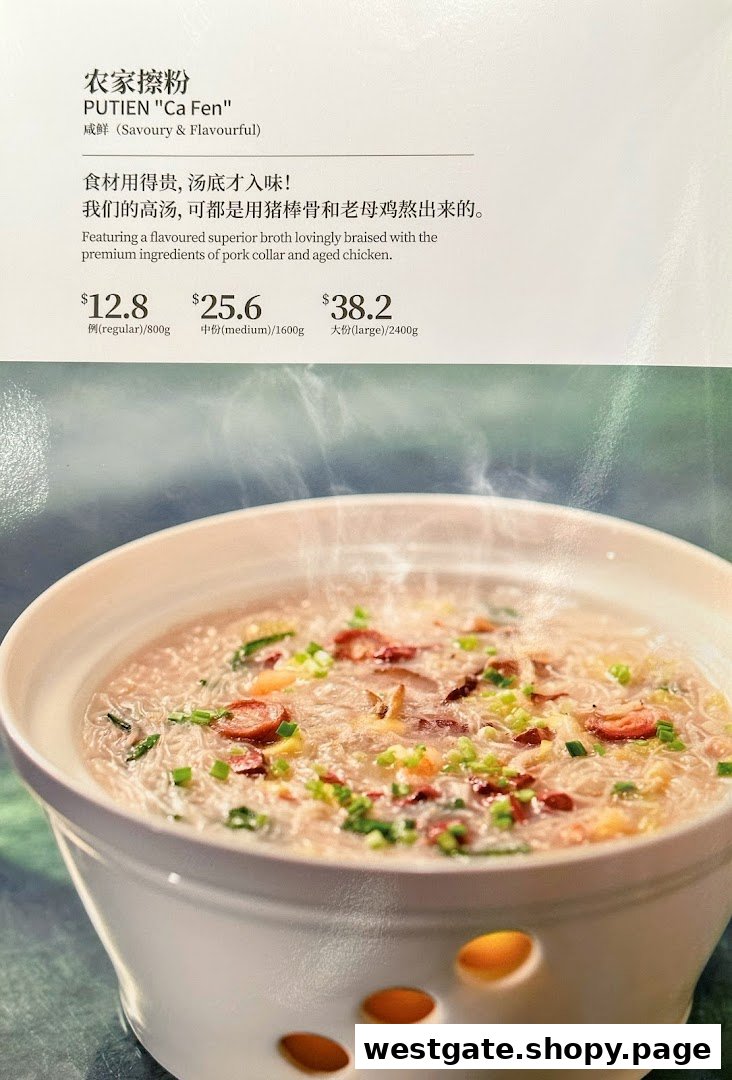 农家擦粉
PUTIEN "Ca Fen"
咸鲜（Savoury & Flavourful)
食材用得贵, 汤底才入味!
我们的高汤, 可都是用猪棒骨和老母鸡熬出来的。
Featuring a flavoured superior broth lovingly braised with the
premium ingredients of pork collar and aged chicken.
$12.8 $25.6 $38.2
例(regular)/800g 中份(medium)/1600g 大份(large)/2400g
westgate.shopy.page